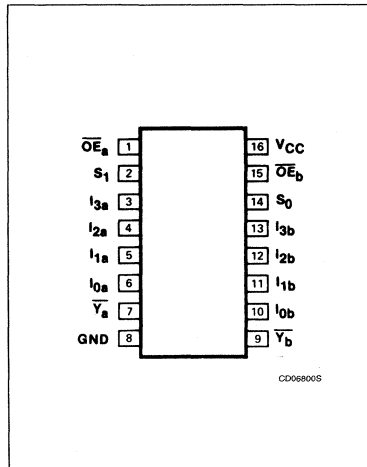 OEa 1 16 VCC
S1 2 15 OEb
I3a 3 14 S0
I2a 4 13 I3b
I1a 5 12 I2b
I0a 6 11 I1b
Ya 7 10 I0b
GND 8 9 Yb
CD06800S